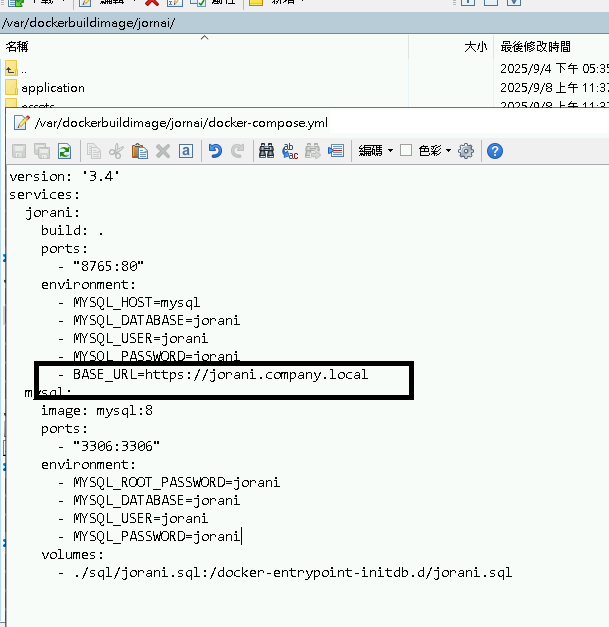 /var/dockerbuildimage/jornai/
名稱 大小 最後修改時間
.. 2025/9/4 下午 05:35
application 2025/9/8 上午 11:37
assets 2025/9/8 上午 11:37
/var/dockerbuildimage/jornai/docker-compose.yml
編碼 色彩
version: '3.4'
services:
  jorani:
    build: .
    ports:
      - "8765:80"
    environment:
      - MYSQL_HOST=mysql
      - MYSQL_DATABASE=jorani
      - MYSQL_USER=jorani
      - MYSQL_PASSWORD=jorani
      - BASE_URL=https://jorani.company.local
  mysql:
    image: mysql:8
    ports:
      - "3306:3306"
    environment:
      - MYSQL_ROOT_PASSWORD=jorani
      - MYSQL_DATABASE=jorani
      - MYSQL_USER=jorani
      - MYSQL_PASSWORD=jorani
    volumes:
      - ./sql/jorani.sql:/docker-entrypoint-initdb.d/jorani.sql